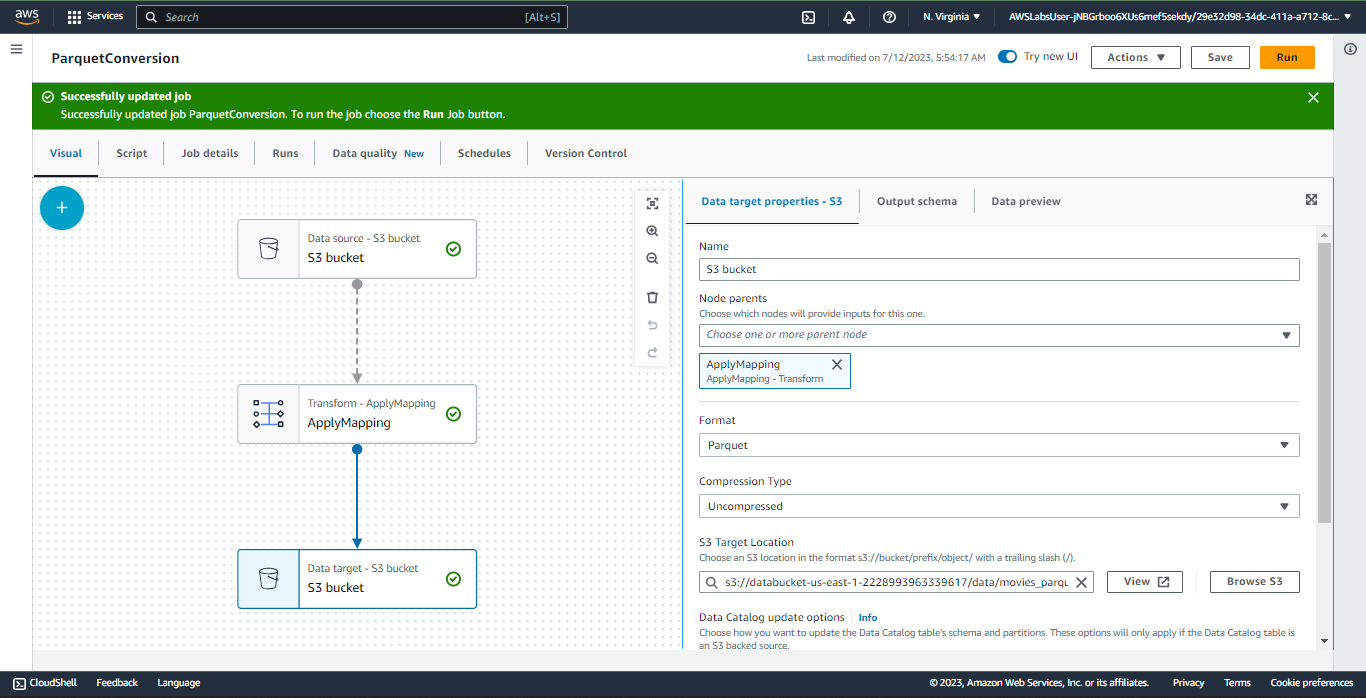 aws
Services
Search
[Alt+S]
N. Virginia
AWSLabsUser-jNBGrboo6XUs6mef5sekdy/29e32d98-34dc-411a-a712-8c...
ParquetConversion
Last modified on 7/12/2023, 5:54:17 AM
Try new UI
Actions
Save
Run
Successfully updated job
Successfully updated job ParquetConversion. To run the job choose the Run Job button.
Visual
Script
Job details
Runs
Data quality New
Schedules
Version Control
Data source - S3 bucket
S3 bucket
Transform - ApplyMapping
ApplyMapping
Data target - S3 bucket
S3 bucket
Data target properties - S3
Output schema
Data preview
Name
S3 bucket
Node parents
Choose which nodes will provide inputs for this one.
Choose one or more parent node
ApplyMapping
ApplyMapping - Transform
Format
Parquet
Compression Type
Uncompressed
S3 Target Location
Choose an S3 location in the format s3://bucket/prefix/object/ with a trailing slash (/).
s3://databucket-us-east-1-2228993963339617/data/movies_parqu
View
Browse S3
Data Catalog update options
Info
Choose how you want to update the Data Catalog table's schema and partitions. These options will only apply if the Data Catalog table is
an S3 backed source.
CloudShell
Feedback
Language
© 2023, Amazon Web Services, Inc. or its affiliates.
Privacy
Terms
Cookie preferences